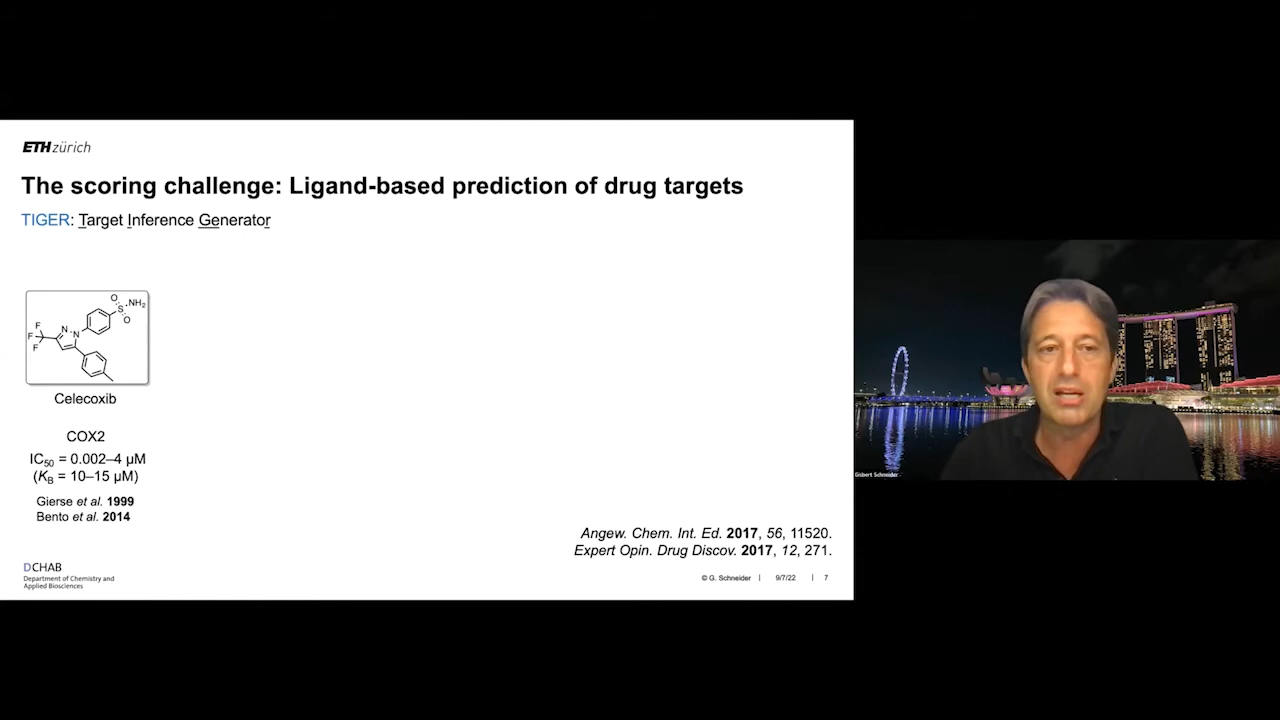 ETH zürich
The scoring challenge: Ligand-based prediction of drug targets
TIGER: Target Inference Generator
O
S
NH2
O
F
F
F
N
N
Celecoxib
COX2
IC50 = 0.002–4 µM
(KB = 10–15 µM)
Gierse et al. 1999
Bento et al. 2014
Angew. Chem. Int. Ed. 2017, 56, 11520.
Expert Opin. Drug Discov. 2017, 12, 271.
DCHAB
Department of Chemistry and
Applied Biosciences
© G. Schneider | 9/7/22 | 7
Gisbert Schneider